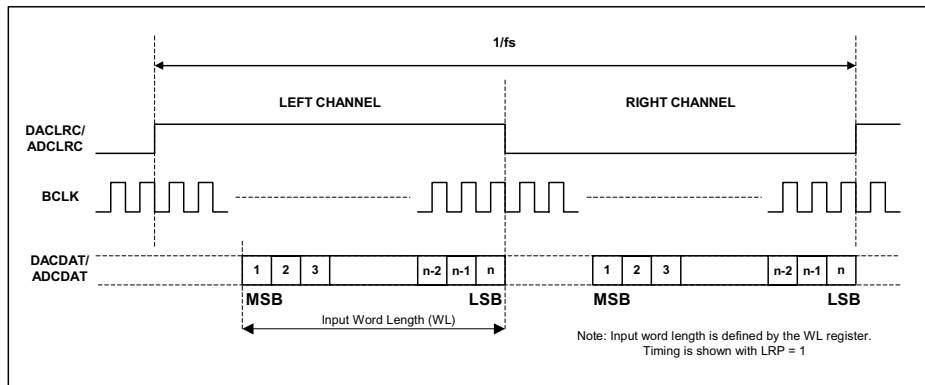 1/fs
LEFT CHANNEL
RIGHT CHANNEL
DACLRC/
ADCLRC
BCLK
DACDAT/
ADCDAT
1 2 3 n-2 n-1 n 1 2 3 n-2 n-1 n
MSB LSB MSB LSB
Input Word Length (WL)
Note: Input word length is defined by the WL register.
Timing is shown with LRP = 1